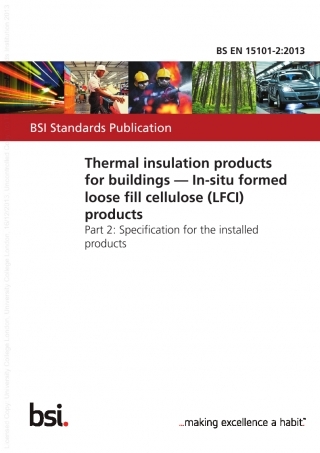 BS EN 15101-2:2013
BSI Standards Publication
Thermal insulation products
for buildings — In-situ formed
loose fill cellulose (LFCI)
products
Part 2: Specification for the installed
products
bsi.
...making excellence a habit.™